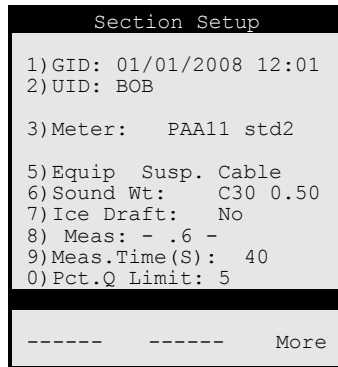 Section Setup
1)GID: 01/01/2008 12:01
2)UID: BOB
3)Meter: PAA11 std2
5)Equip Susp. Cable
6)Sound Wt: C30 0.50
7)Ice Draft: No
8) Meas: - .6 -
9)Meas.Time(S): 40
0)Pct.Q Limit: 5
------ ------ More